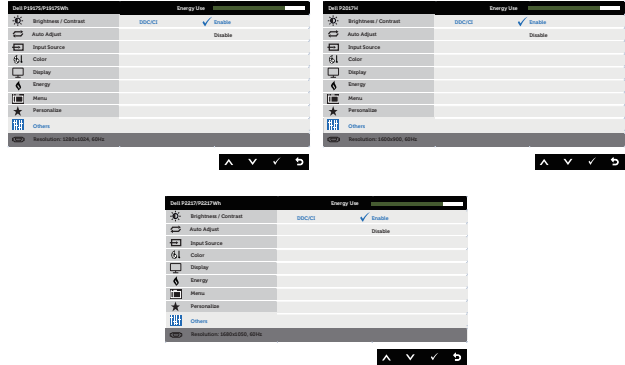 Dell P1917S/P1917SWh Energy Use
Brightness / Contrast DDC/CI Enable
Auto Adjust Disable
Input Source
Color
Display
Energy
Menu
Personalize
Others
Resolution: 1280x1024, 60Hz
Dell P2017H Energy Use
Brightness / Contrast DDC/CI Enable
Auto Adjust Disable
Input Source
Color
Display
Energy
Menu
Personalize
Others
Resolution: 1600x900, 60Hz
Dell P2217/P2217Wh Energy Use
Brightness / Contrast DDC/CI Enable
Auto Adjust Disable
Input Source
Color
Display
Energy
Menu
Personalize
Others
Resolution: 1680x1050, 60Hz